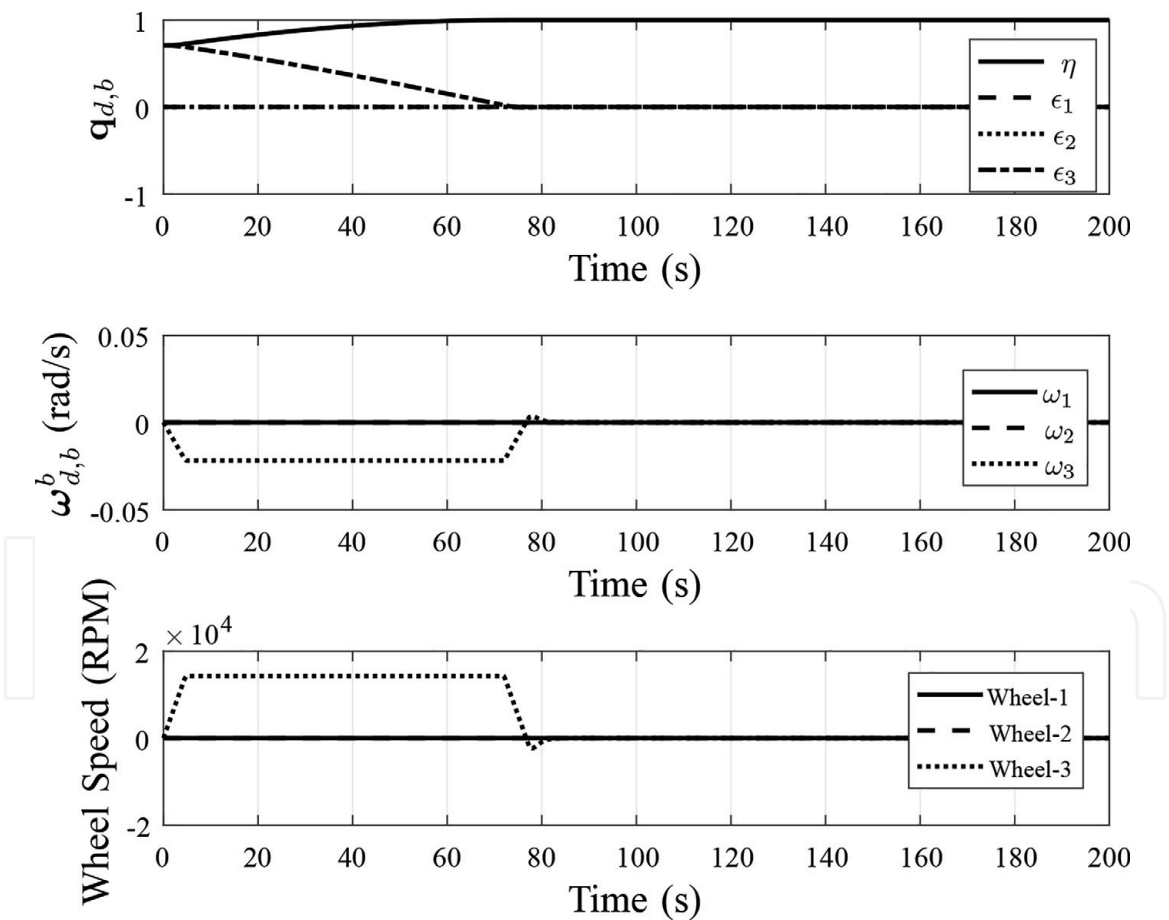 1
0
-1
q_{d,b}
η
ϵ_1
ϵ_2
ϵ_3
0 20 40 60 80 100 120 140 160 180 200
Time (s)
0.05
0
-0.05
ω^b_{d,b} (rad/s)
ω_1
ω_2
ω_3
0 20 40 60 80 100 120 140 160 180 200
Time (s)
× 10^4
2
0
-2
Wheel Speed (RPM)
Wheel-1
Wheel-2
Wheel-3
0 20 40 60 80 100 120 140 160 180 200
Time (s)